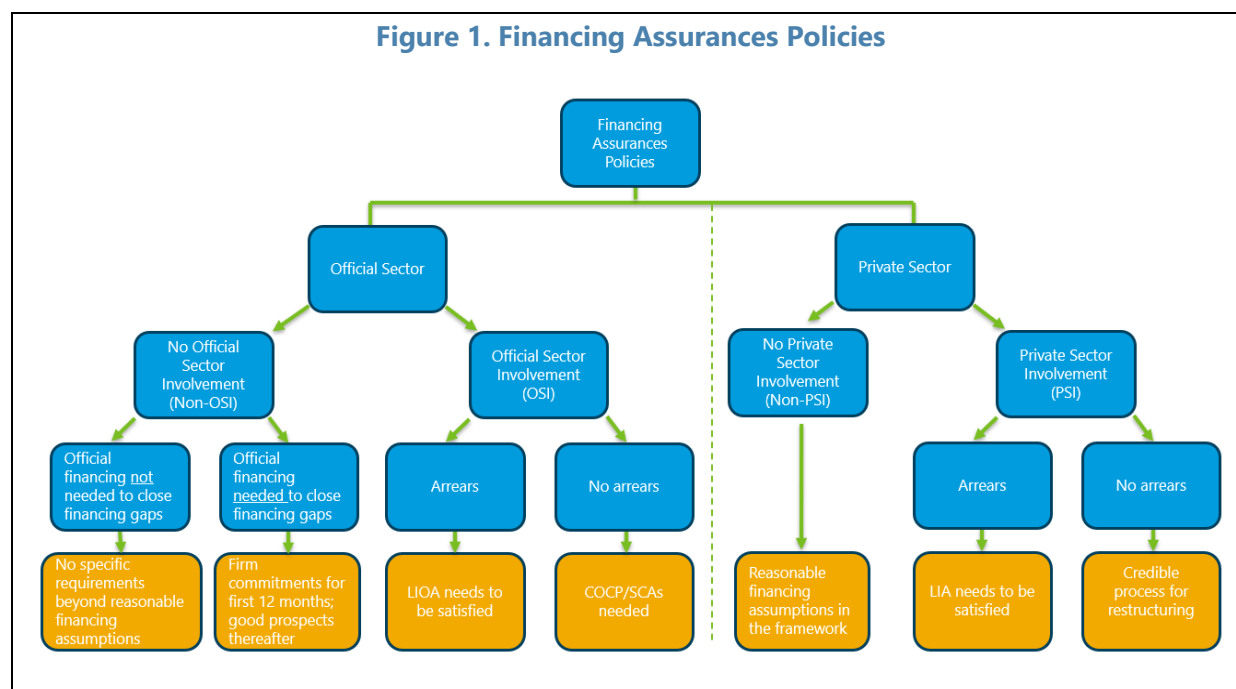 Figure 1. Financing Assurances Policies
Financing
Assurances
Policies
Official Sector
Private Sector
No Official
Sector
Involvement
(Non-OSI)
Official Sector
Involvement
(OSI)
No Private
Sector
Involvement
(Non-PSI)
Private Sector
Involvement
(PSI)
Official
financing not
needed to close
financing gaps
Official
financing
needed to close
financing gaps
Arrears
No arrears
Arrears
No arrears
No specific
requirements
beyond reasonable
financing
assumptions
Firm
commitments for
first 12 months;
good prospects
thereafter
LIOA needs to
be satisfied
COCP/SCAs
needed
Reasonable
financing
assumptions in
the framework
LIA needs to be
satisfied
Credible
process for
restructuring